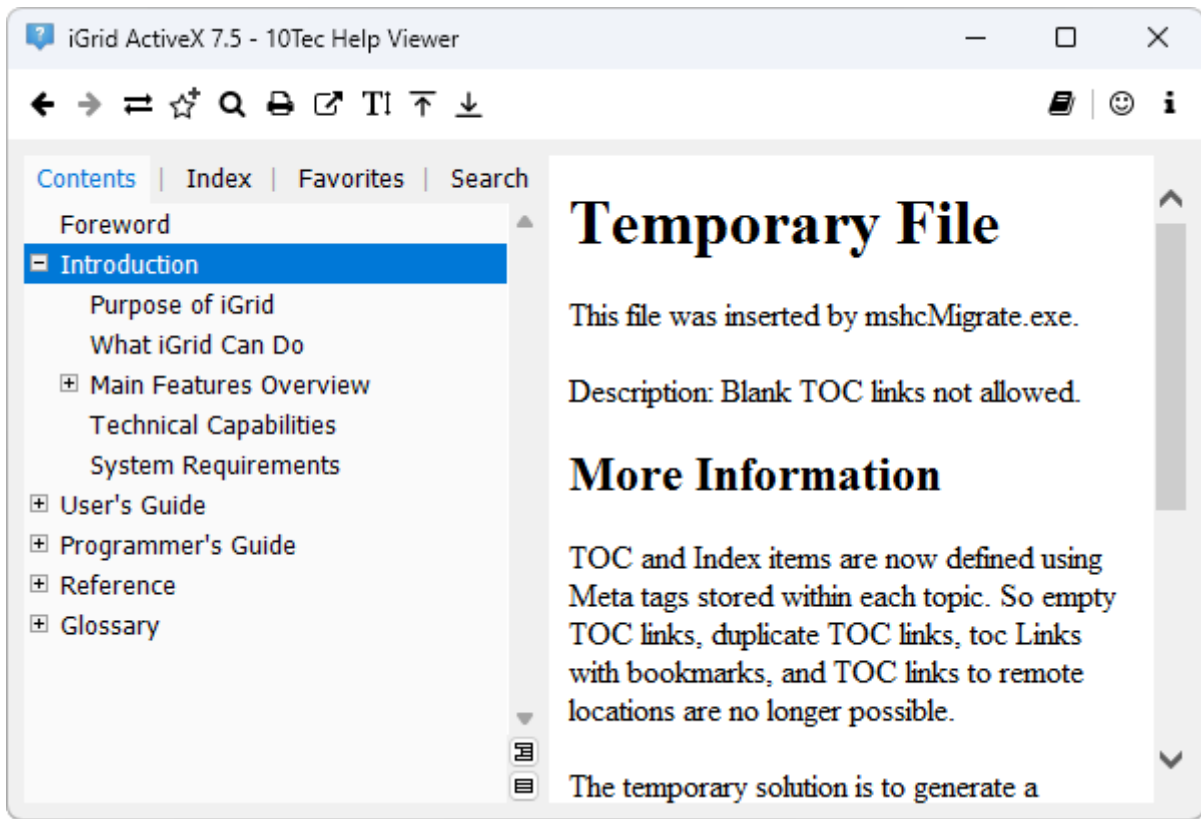 iGrid ActiveX 7.5 - 10Tec Help Viewer
Contents | Index | Favorites | Search
Foreword
Introduction
Purpose of iGrid
What iGrid Can Do
Main Features Overview
Technical Capabilities
System Requirements
User's Guide
Programmer's Guide
Reference
Glossary
Temporary File
This file was inserted by mshcMigrate.exe.
Description: Blank TOC links not allowed.
More Information
TOC and Index items are now defined using
Meta tags stored within each topic. So empty
TOC links, duplicate TOC links, toc Links
with bookmarks, and TOC links to remote
locations are no longer possible.
The temporary solution is to generate a